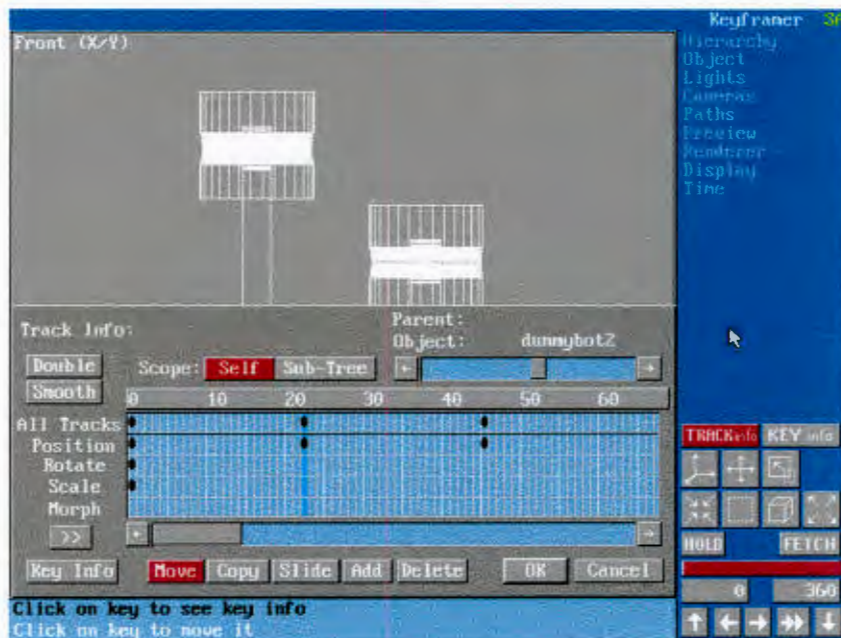 Keyframer
Front (X/Y)
Hierarchy
Object
Lights
Cameras
Paths
Preview
Renderer
Display
Time
Track Info:
Parent:
Object: dummybot2
Double
Scope: Self Sub-Tree
Smooth
0 10 20 30 40 50 60
All Tracks
Position
Rotate
Scale
Morph
>>
TRACK info KEY info
HOLD FETCH
0 360
Key Info Move Copy Slide Add Delete OK Cancel
Click on key to see key info
Click on key to move it